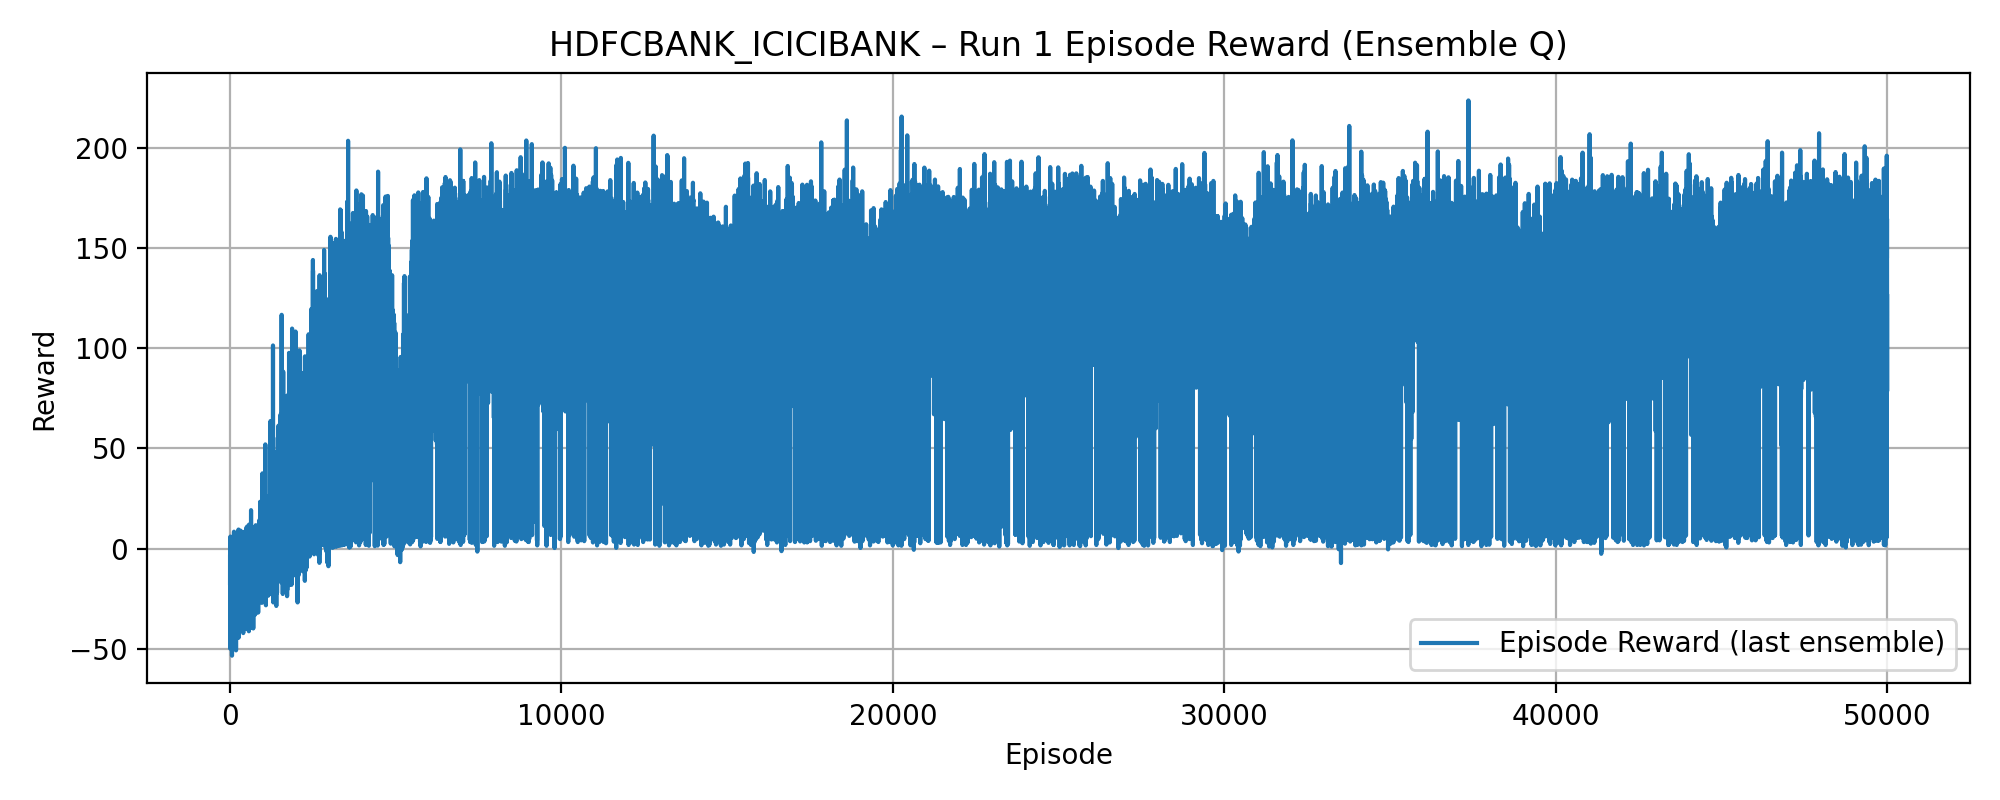 HDFCBANK_ICICIBANK – Run 1 Episode Reward (Ensemble Q)
Reward
200
150
100
50
0
−50
Episode Reward (last ensemble)
0 10000 20000 30000 40000 50000
Episode